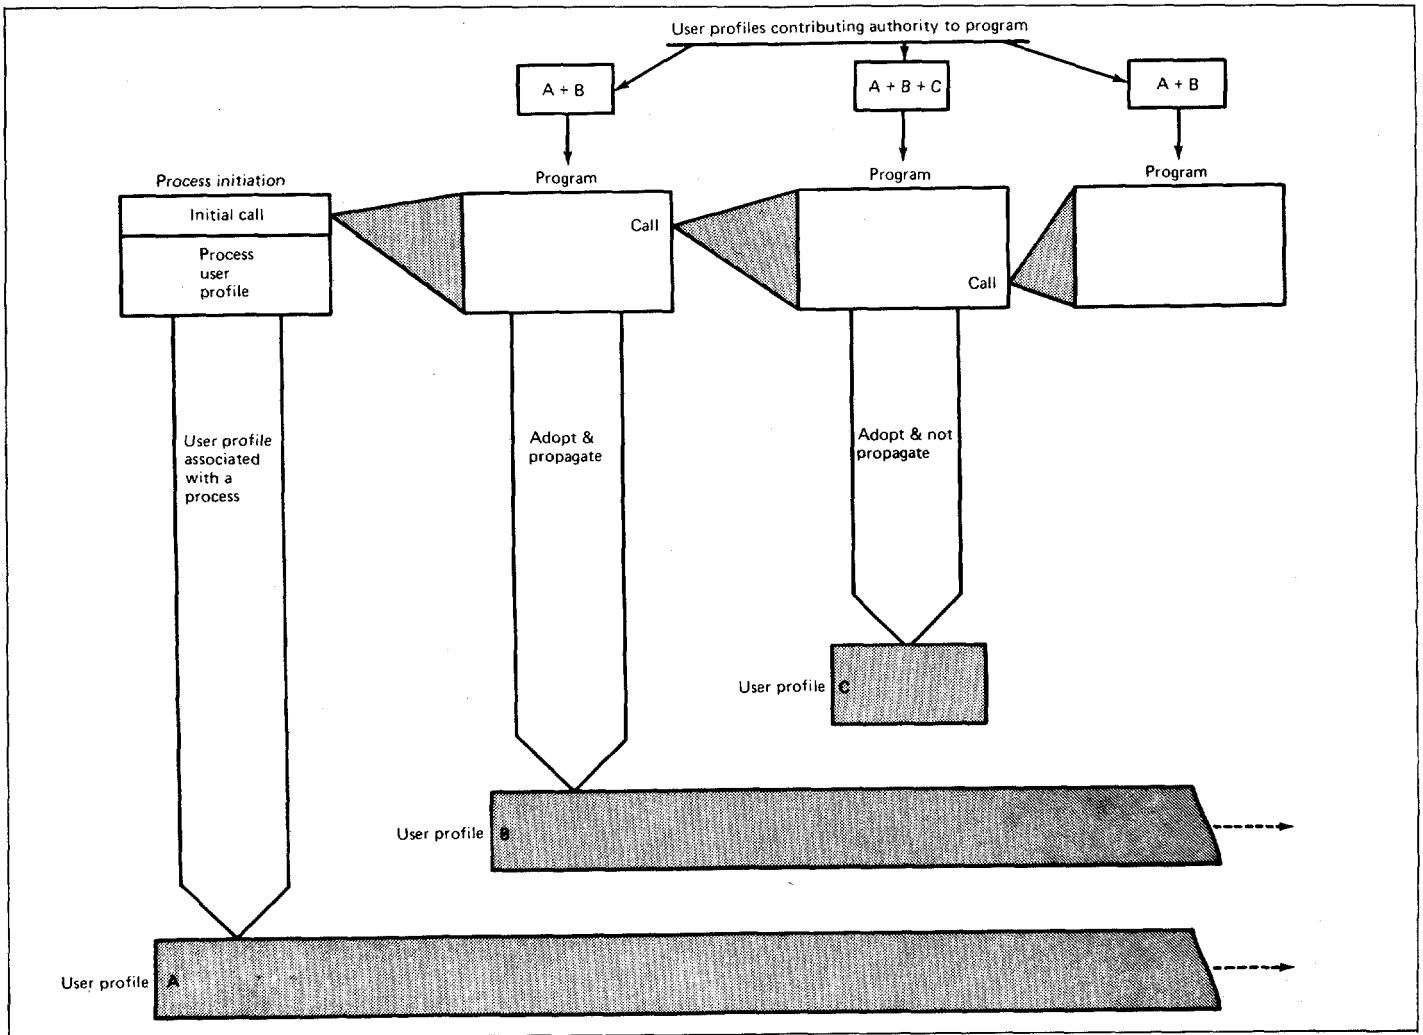 User profiles contributing authority to program
A + B
A + B + C
A + B
Process initiation
Program
Program
Program
Initial call
Call
Call
Process
user
profile
User profile
associated
with a
process
Adopt &
propagate
Adopt & not
propagate
User profile C
User profile B
User profile A